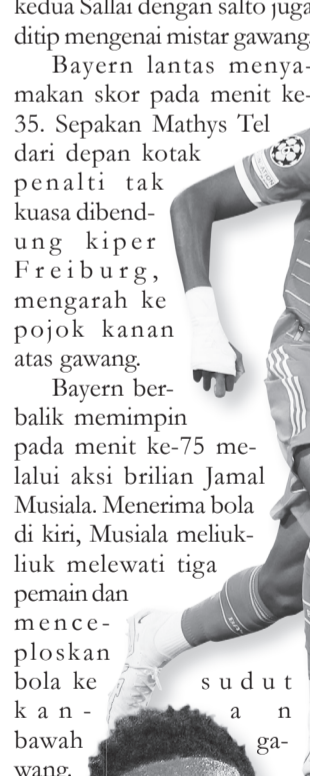 kedua Sallai dengan salto juga
ditip mengenai mistar gawang.
Bayern lantas menya-
makan skor pada menit ke-
35. Sepakan Mathys Tel
dari depan kotak
penalti tak
kuasa dibend-
ung kiper
Freiburg,
mengarah ke
pojok kanan
atas gawang.
Bayern ber-
balik memimpin
pada menit ke-75 me-
lalui aksi brilian Jamal
Musiala. Menerima bola
di kiri, Musiala meliuk-
liuk melewati tiga
pemain dan
mence-
ploskan
bola ke sudut
kan- an
bawah ga-
wang.